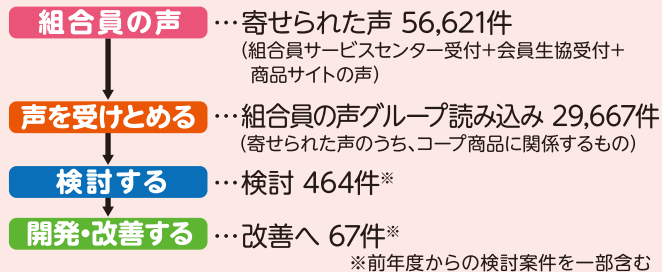 組合員の声 …寄せられた声 56,621件
（組合員サービスセンター受付＋会員生協受付＋
商品サイトの声）
声を受けとめる …組合員の声グループ読み込み 29,667件
（寄せられた声のうち、コープ商品に関係するもの）
検討する …検討 464件※
開発・改善する …改善へ 67件※
※前年度からの検討案件を一部含む